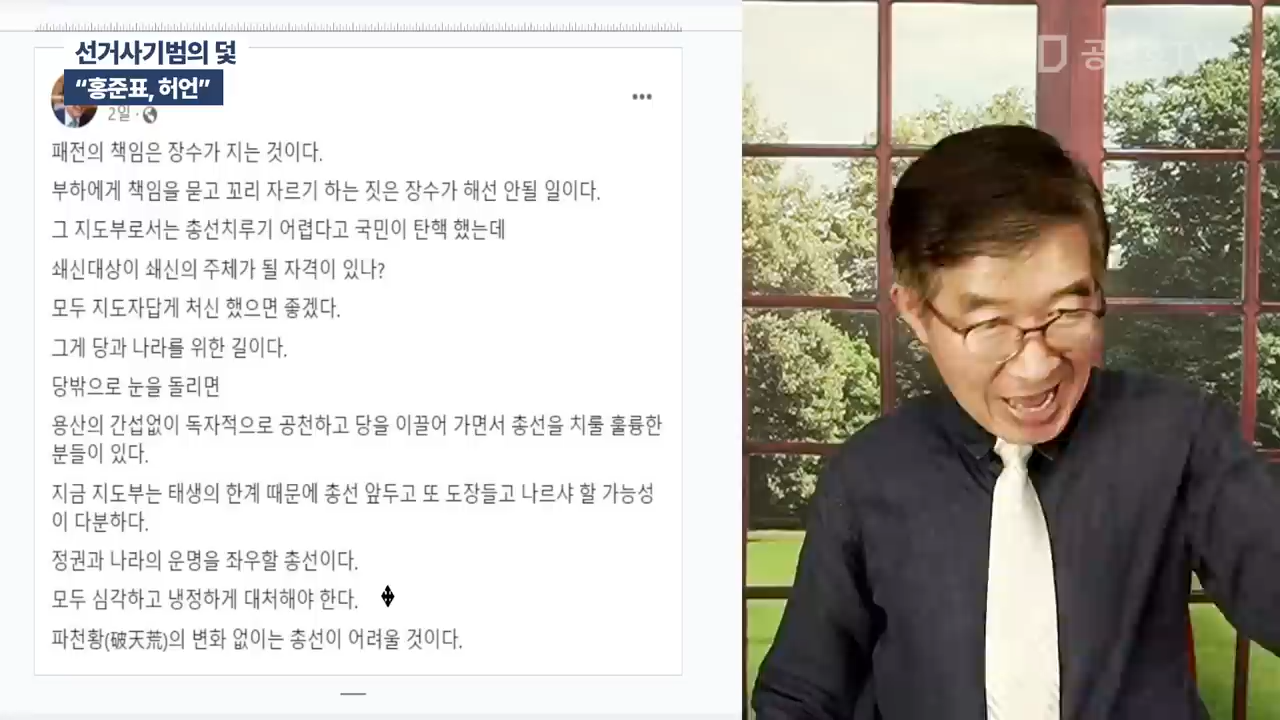 선거사기범의 덫
“홍준표, 허언”
2일
패전의 책임은 장수가 지는 것이다.
부하에게 책임을 묻고 꼬리 자르기 하는 짓은 장수가 해선 안될 일이다.
그 지도부로서는 총선치루기 어렵다고 국민이 탄핵 했는데
쇄신대상이 쇄신의 주체가 될 자격이 있나?
모두 지도자답게 처신 했으면 좋겠다.
그게 당과 나라를 위한 길이다.
당밖으로 눈을 돌리면
용산의 간섭없이 독자적으로 공천하고 당을 이끌어 가면서 총선을 치룰 훌륭한
분들이 있다.
지금 지도부는 태생의 한계 때문에 총선 앞두고 또 도장들고 나르샤 할 가능성
이 다분하다.
정권과 나라의 운명을 좌우할 총선이다.
모두 심각하고 냉정하게 대처해야 한다.
파천황(破天荒)의 변화 없이는 총선이 어려울 것이다.